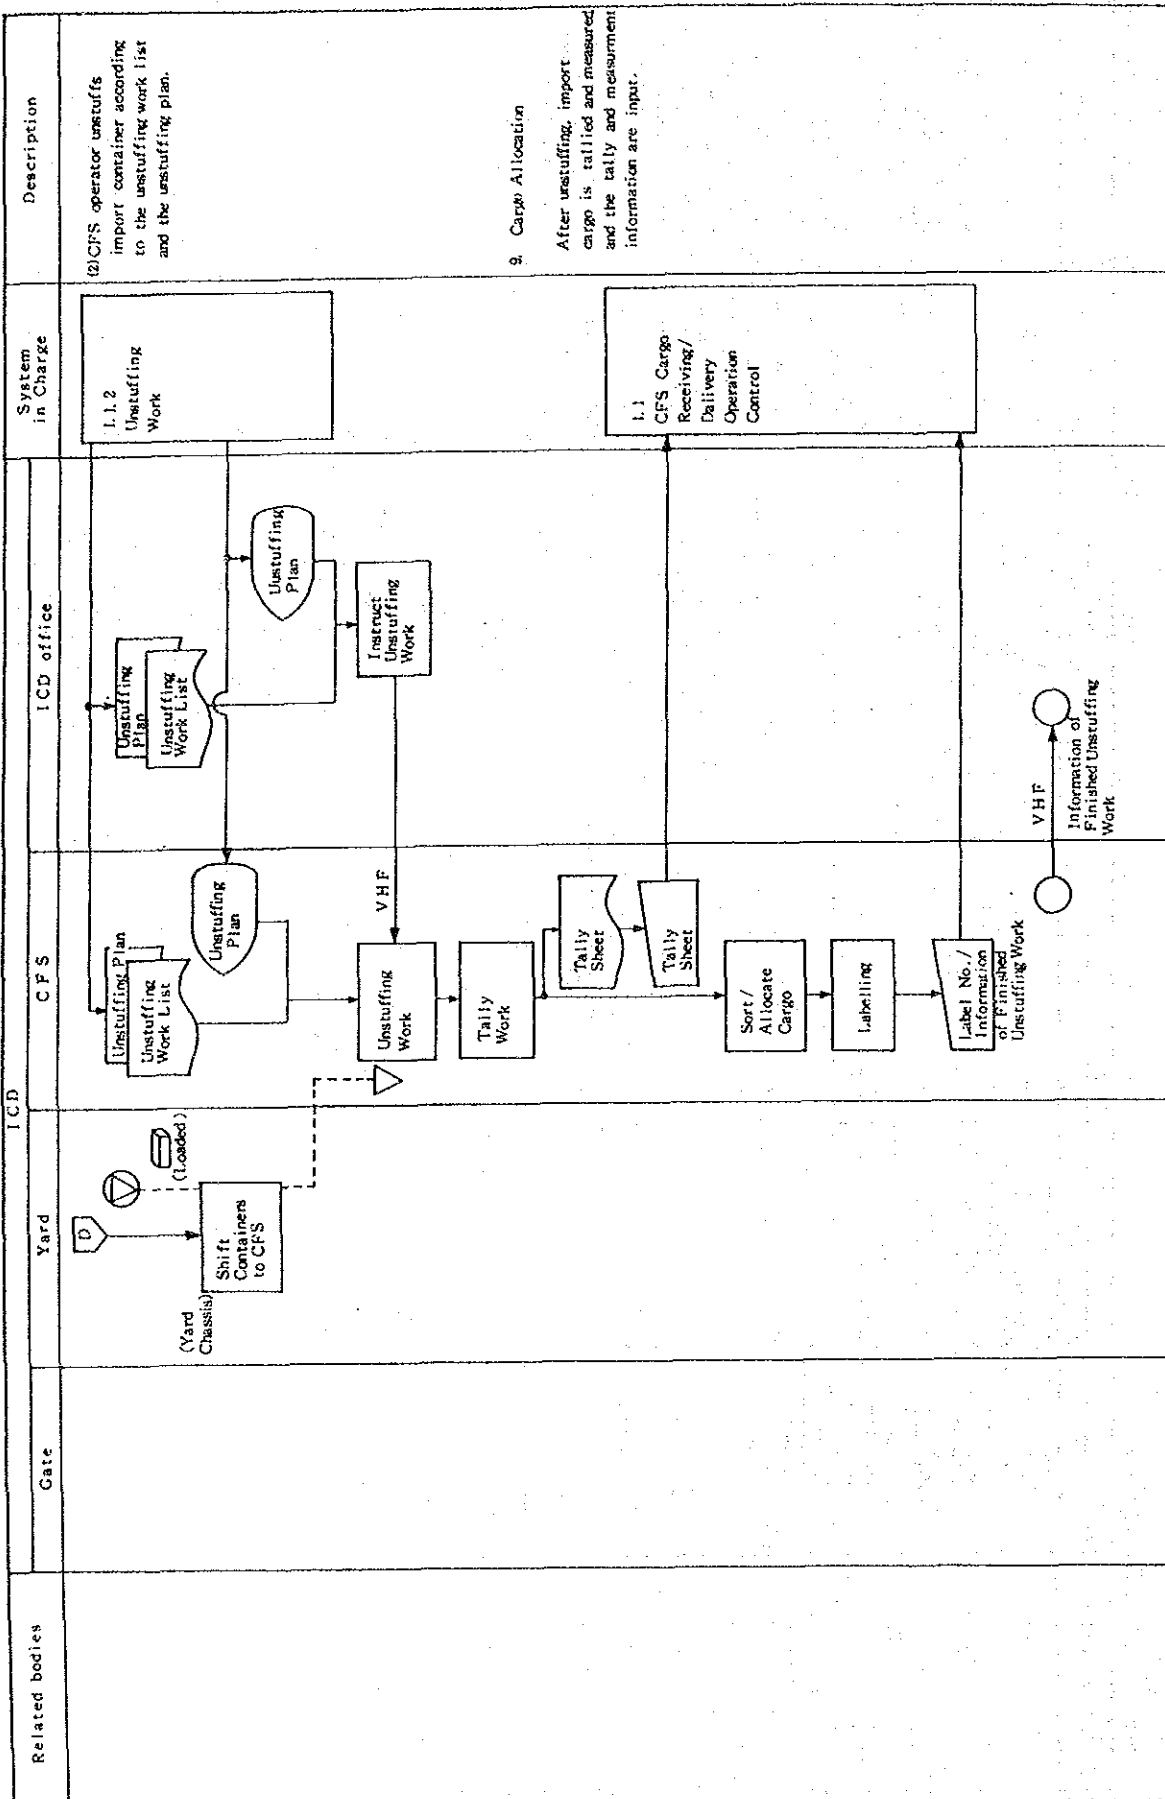 Related bodies
ICD
Gate
Yard
CFS
ICD office
System
in Charge
Description
D
(Loaded)
(Yard
Chassis)
Shift
Containers
to CFS
Unstuffing Plan
Unstuffing
Work List
Unstuffing
Plan
Unstuffing
Plan
Unstuffing
Work List
Uustuffing
Plan
Instruct
Unstuffing
Work
VHF
Unstuffing
Work
Tally
Work
Tally
Sheet
Tally
Sheet
Sort/
Allocate
Cargo
Labelling
Label No./
Information
of Finished
Unstuffing Work
VHF
Information of
Finished Unstuffing
Work
1.1.2
Unstuffing
Work
1.1
CFS Cargo
Receiving/
Dalivery
Operation
Control
(2) CFS operator unstuffs
import container according
to the unstuffing work list
and the unstuffing plan.
9. Cargo Allocation
After unstuffing, import
cargo is tallied and measured
and the tally and measurment
information are input.